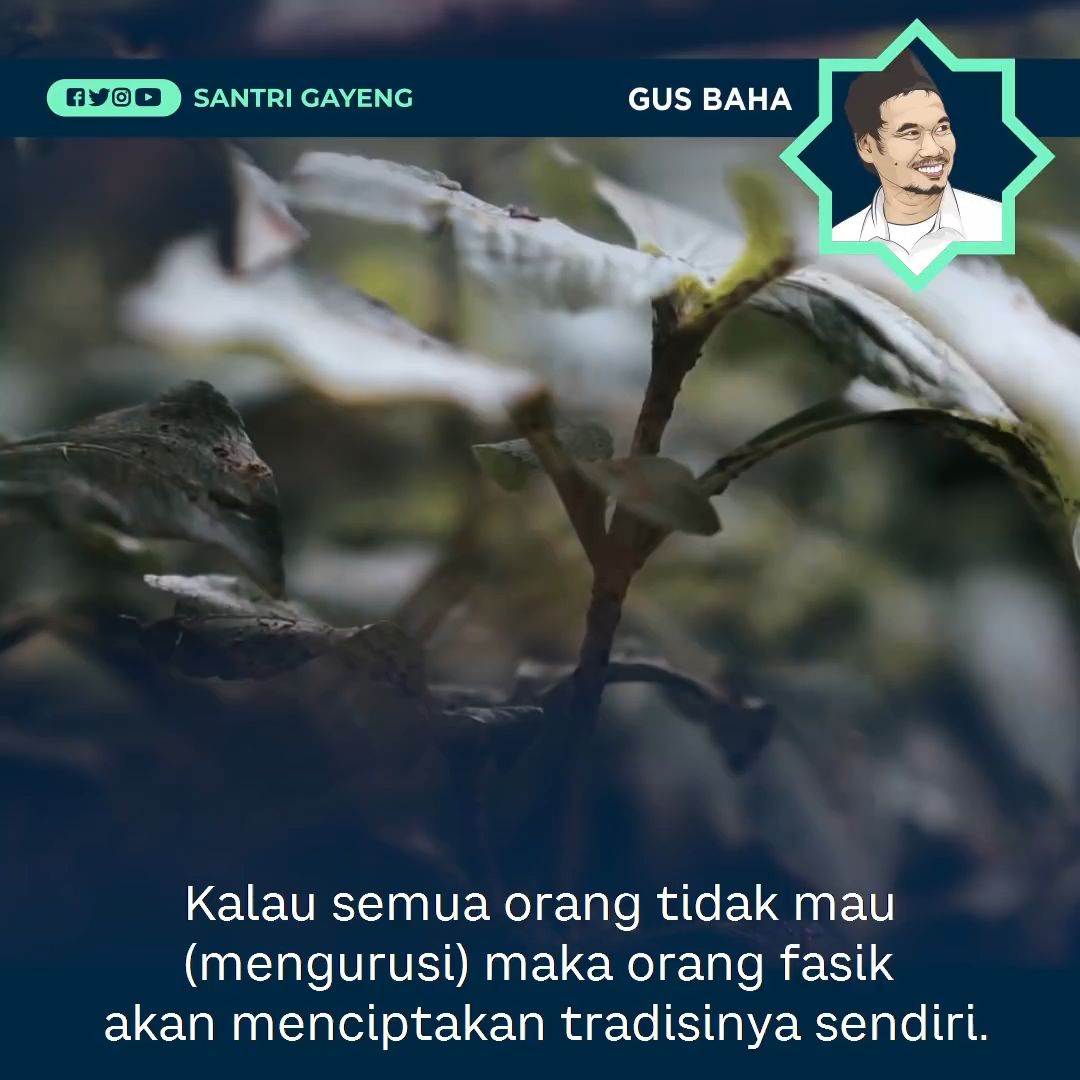 SANTRI GAYENG
GUS BAHA
Kalau semua orang tidak mau
(mengurusi) maka orang fasik
akan menciptakan tradisinya sendiri.